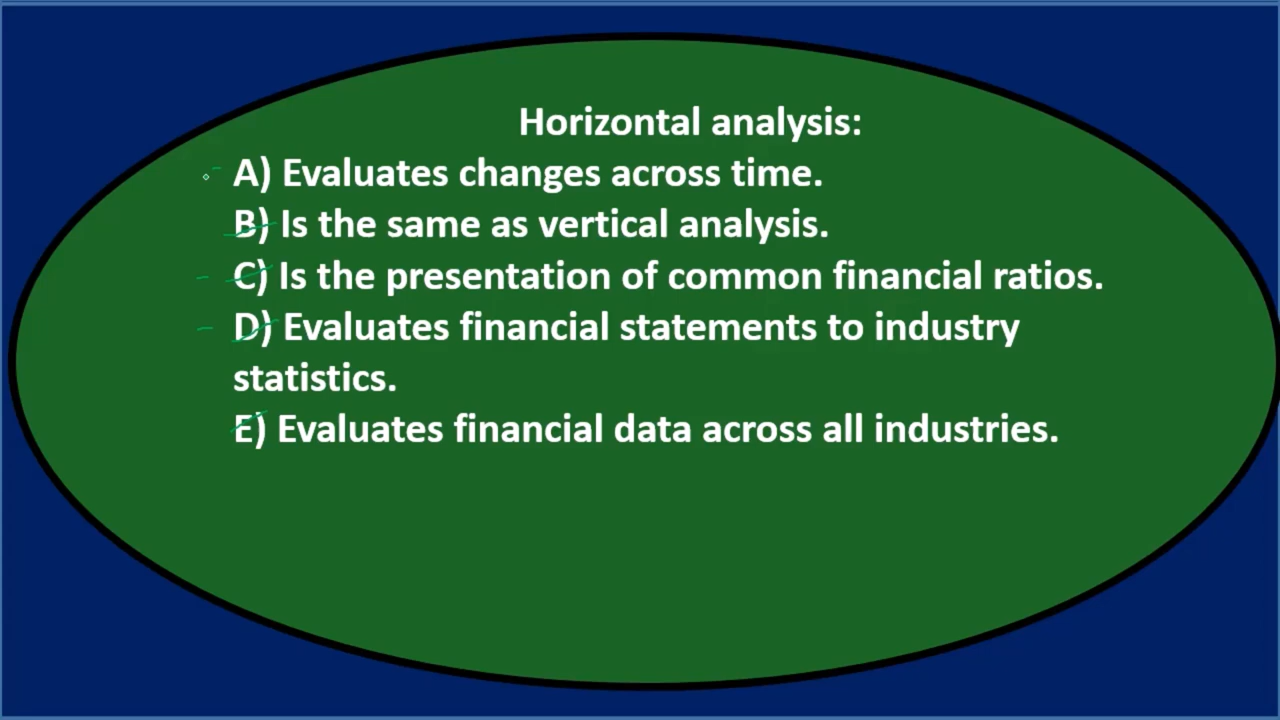 Horizontal analysis:
A) Evaluates changes across time.
B) Is the same as vertical analysis.
C) Is the presentation of common financial ratios.
D) Evaluates financial statements to industry
statistics.
E) Evaluates financial data across all industries.